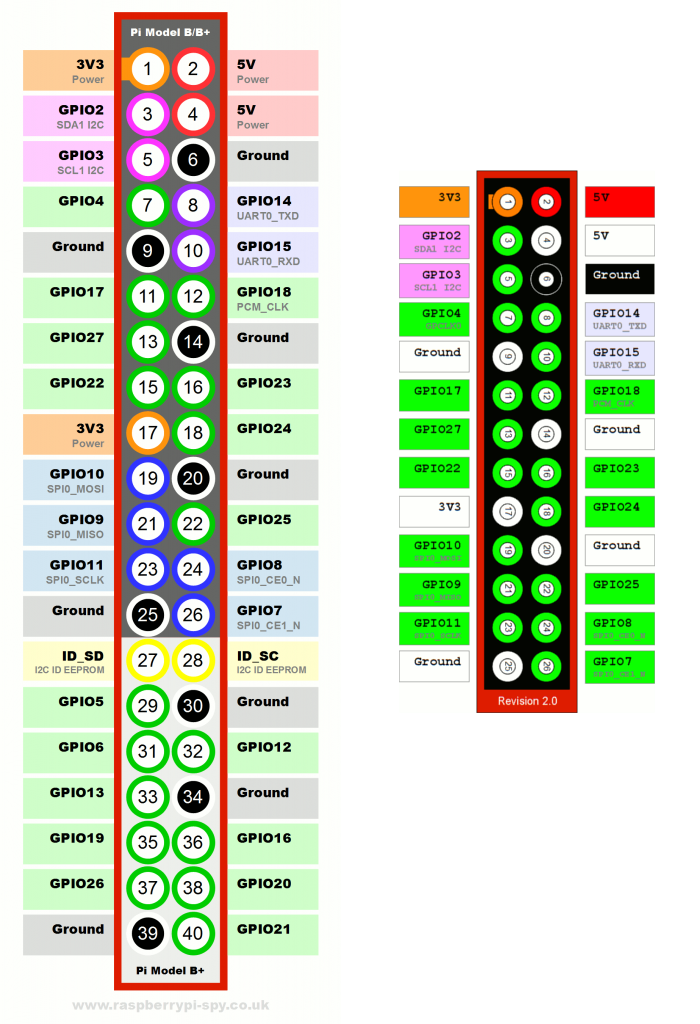 Pi Model B/B+
3V3 Power 1 2 5V Power
GPIO2 SDA1 I2C 3 4 5V Power
GPIO3 SCL1 I2C 5 6 Ground
GPIO4 7 8 GPIO14 UART0_TXD
Ground 9 10 GPIO15 UART0_RXD
GPIO17 11 12 GPIO18 PCM_CLK
GPIO27 13 14 Ground
GPIO22 15 16 GPIO23
3V3 Power 17 18 GPIO24
GPIO10 SPI0_MOSI 19 20 Ground
GPIO9 SPI0_MISO 21 22 GPIO25
GPIO11 SPI0_SCLK 23 24 GPIO8 SPI0_CE0_N
Ground 25 26 GPIO7 SPI0_CE1_N
ID_SD I2C ID EEPROM 27 28 ID_SC I2C ID EEPROM
GPIO5 29 30 Ground
GPIO6 31 32 GPIO12
GPIO13 33 34 Ground
GPIO19 35 36 GPIO16
GPIO26 37 38 GPIO20
Ground 39 40 GPIO21
Pi Model B+
www.raspberrypi-spy.co.uk
3V3 1 2 5V
GPIO2 SDA1 I2C 3 4 5V
GPIO3 SCL1 I2C 5 6 Ground
GPIO4 GPCLK0 7 8 GPIO14 UART0_TXD
Ground 9 10 GPIO15 UART0_RXD
GPIO17 11 12 GPIO18 PCM_CLK
GPIO27 13 14 Ground
GPIO22 15 16 GPIO23
3V3 17 18 GPIO24
GPIO10 SPI0_MOSI 19 20 Ground
GPIO9 SPI0_MISO 21 22 GPIO25
GPIO11 SPI0_SCLK 23 24 GPIO8 SPI0_CE0_N
Ground 25 26 GPIO7 SPI0_CE1_N
Revision 2.0